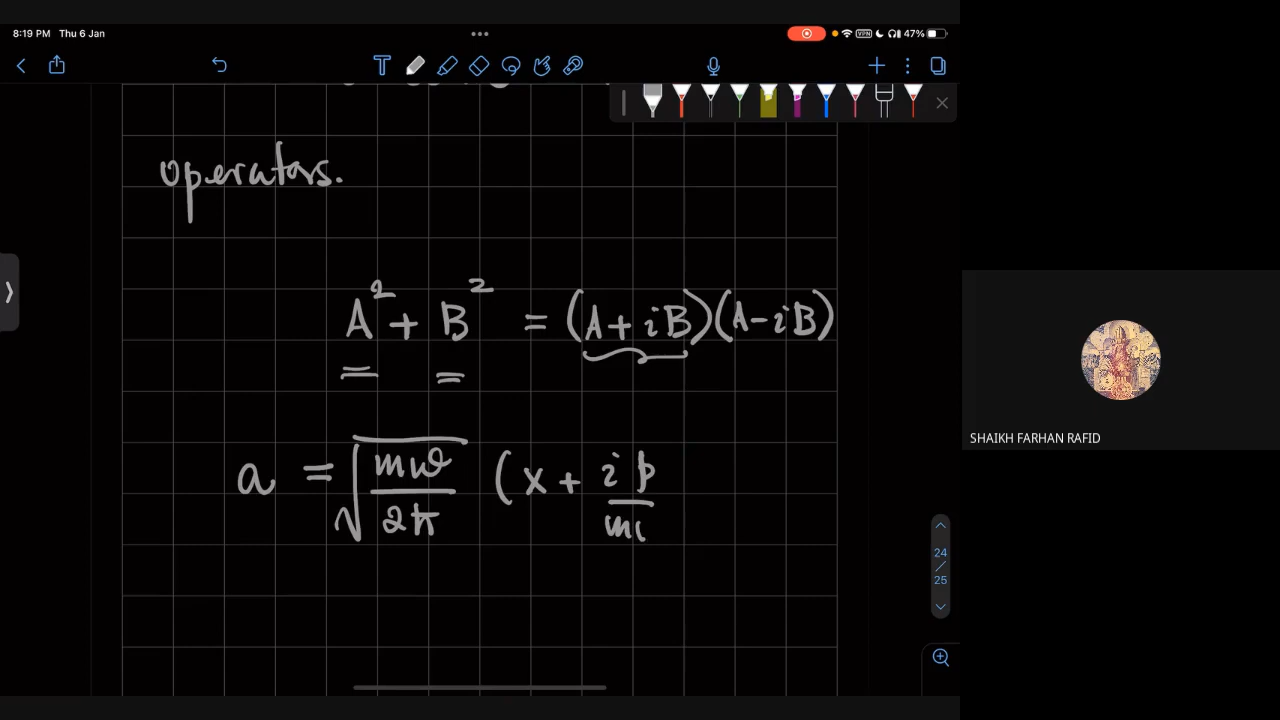 8:19 PM Thu 6 Jan
VPN 47%
operators.
A² + B² = (A + iB)(A - iB)
a = √(mω/2ħ) (x + ip/m
24
/
25
SHAIKH FARHAN RAFID